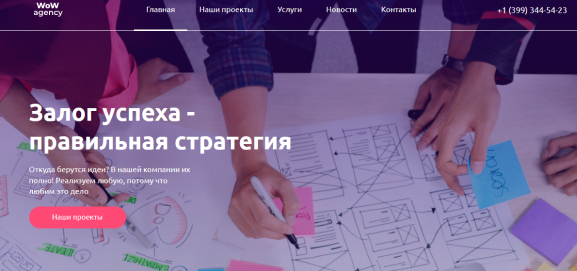 WoW
agency
Главная Наши проекты Услуги Новости Контакты
+1 (399) 344-54-23
Залог успеха -
правильная стратегия
Откуда берутся идеи? В нашей компании их
полно! Реализуем любую, потому что
любим это дело
Наши проекты